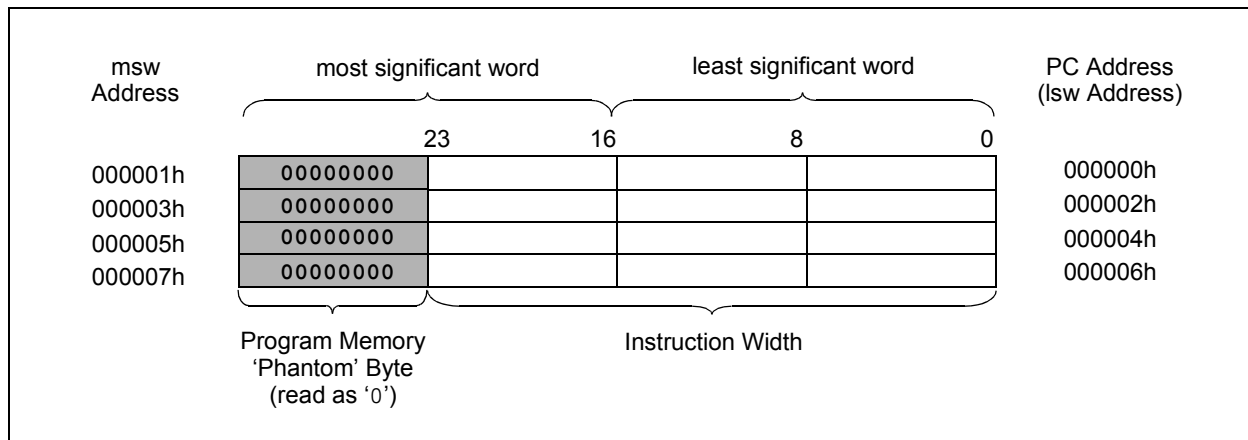 msw
Address
most significant word
least significant word
PC Address
(lsw Address)
23 16 8 0
000001h 00000000 000000h
000003h 00000000 000002h
000005h 00000000 000004h
000007h 00000000 000006h
Program Memory
‘Phantom’ Byte
(read as ‘0’)
Instruction Width